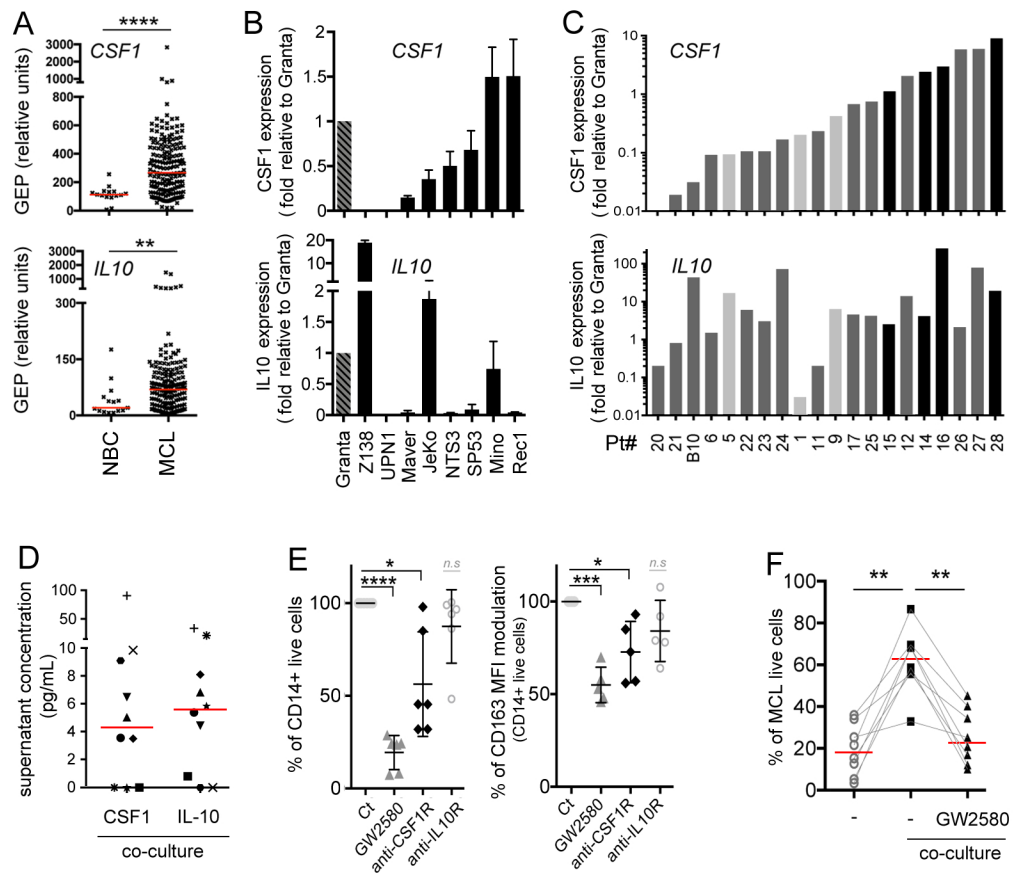 A
****
CSF1
GEP (relative units)
3000
2000
1000
800
600
400
200
0
**
IL10
GEP (relative units)
3000
2000
1000
300
150
0
NBC
MCL
B
CSF1
CSF1 expression
(fold relative to Granta)
2
1.5
1
0.5
0
IL10
IL10 expression
(fold relative to Granta)
20
10
2
1
0.5
0
Granta
Z138
UPN1
Maver
JeKo
NTS3
SP53
Mino
Rec1
C
CSF1
CSF1 expression
(fold relative to Granta)
10
1
0.1
0.01
IL10
IL10 expression
(fold relative to Granta)
100
10
1
0.1
0.01
Pt#
20
21
B10
6
5
22
23
24
1
11
9
17
25
15
12
14
16
26
27
28
D
supernatant concentration
(pg/mL)
100
50
10
8
6
4
2
0
CSF1
IL-10
co-culture
E
% of CD14+ live cells
100
50
0
*
****
n.s
Ct
GW2580
anti-CSF1R
anti-IL10R
% of CD163 MFI modulation
(CD14+ live cells)
100
50
0
*
***
n.s
Ct
GW2580
anti-CSF1R
anti-IL10R
F
% of MCL live cells
100
80
60
40
20
0
**
**
-
-
GW2580
co-culture